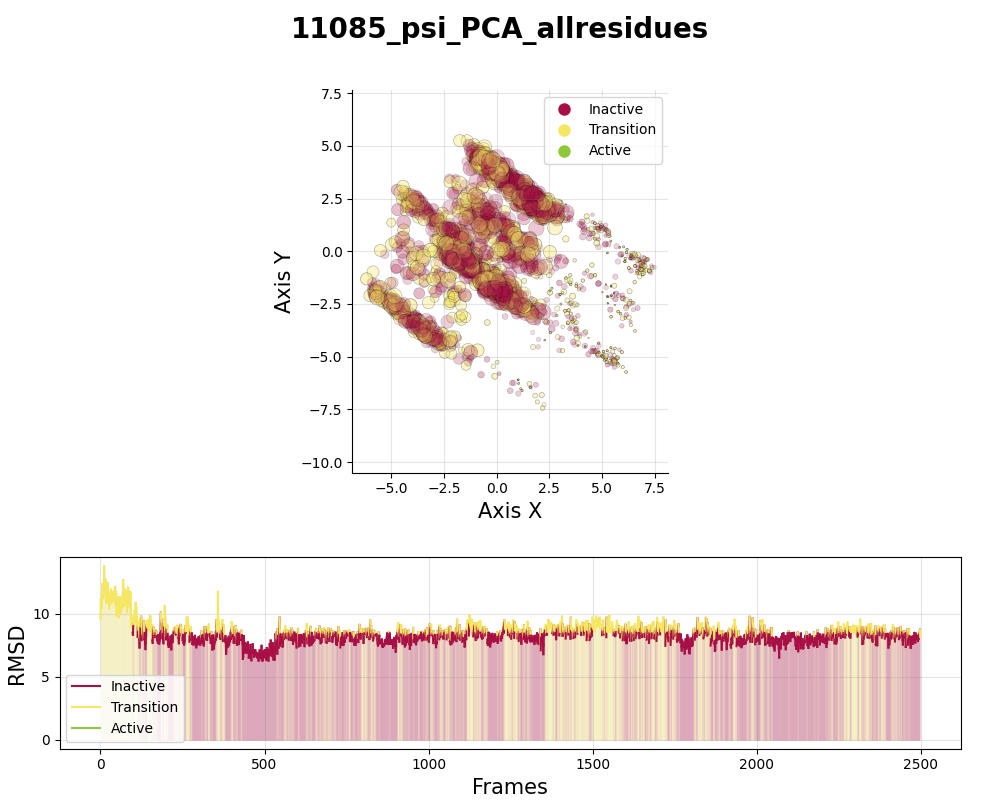 11085_psi_PCA_allresidues
7.5
5.0
2.5
0.0
−2.5
−5.0
−7.5
−10.0
Axis Y
Inactive
Transition
Active
−5.0 −2.5 0.0 2.5 5.0 7.5
Axis X
10
5
0
RMSD
Inactive
Transition
Active
0 500 1000 1500 2000 2500
Frames